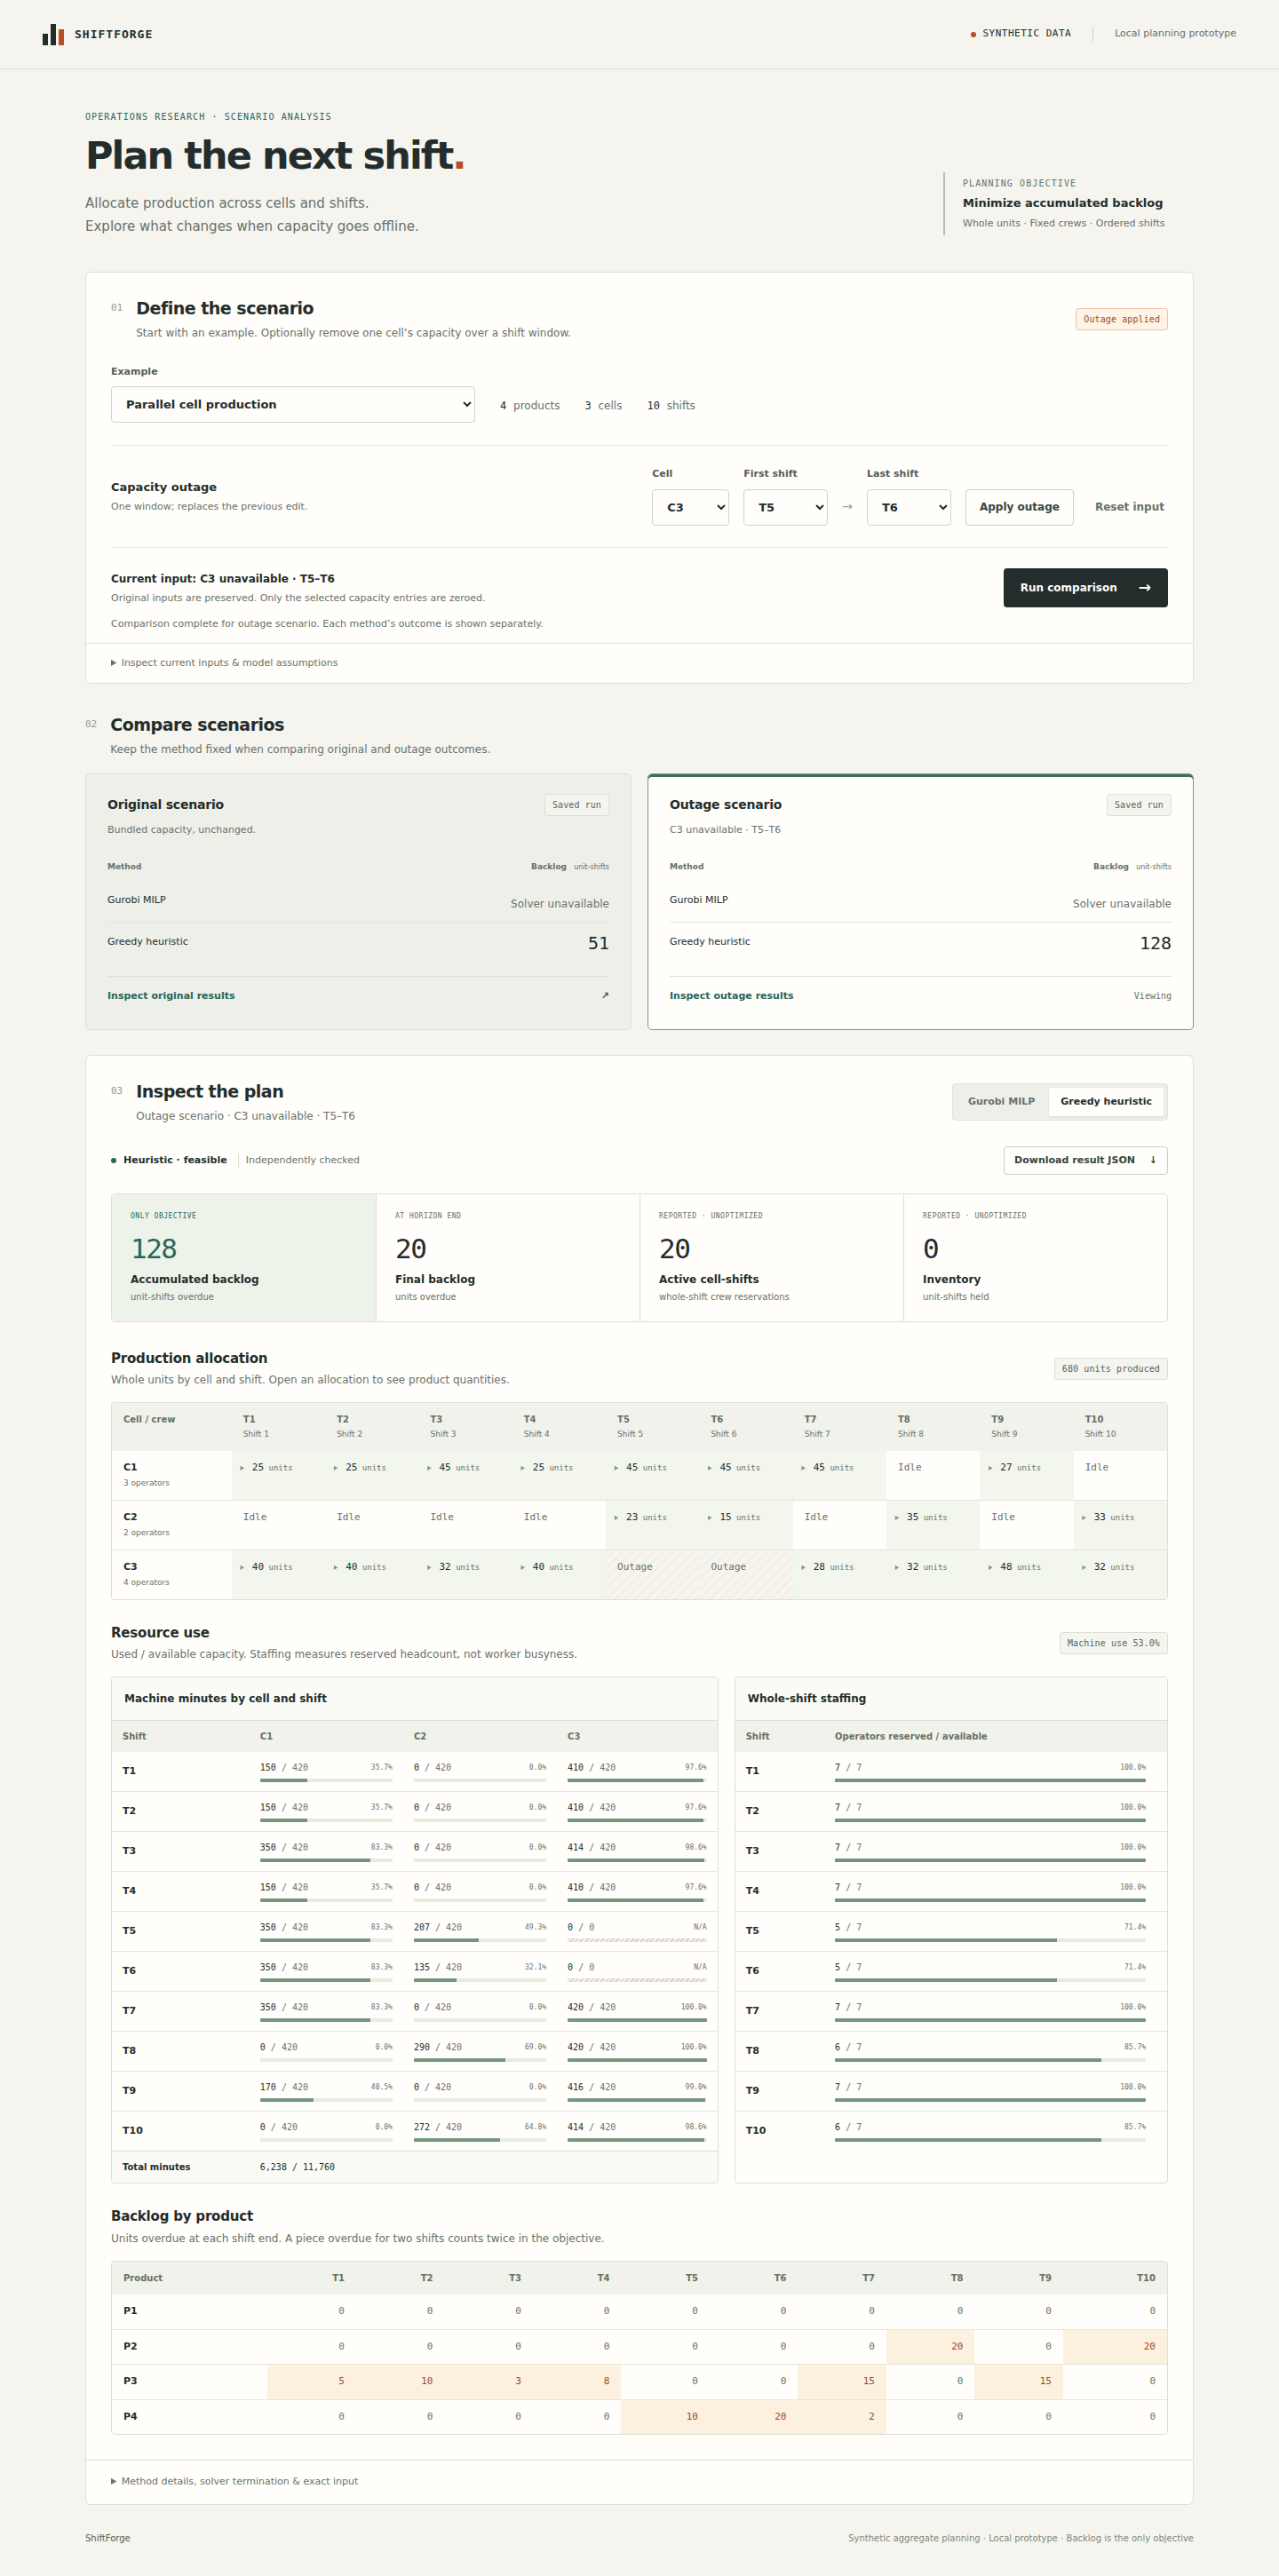 SHIFTFORGE
SYNTHETIC DATA
Local planning prototype
OPERATIONS RESEARCH · SCENARIO ANALYSIS
Plan the next shift.
Allocate production across cells and shifts.
Explore what changes when capacity goes offline.
PLANNING OBJECTIVE
Minimize accumulated backlog
Whole units · Fixed crews · Ordered shifts
01 Define the scenario
Start with an example. Optionally remove one cell’s capacity over a shift window.
Outage applied
Example
Parallel cell production
4 products 3 cells 10 shifts
Capacity outage
One window; replaces the previous edit.
Cell First shift Last shift
C3 T5 → T6 Apply outage Reset input
Current input: C3 unavailable · T5–T6
Original inputs are preserved. Only the selected capacity entries are zeroed.
Run comparison →
Comparison complete for outage scenario. Each method’s outcome is shown separately.
▶ Inspect current inputs & model assumptions
02 Compare scenarios
Keep the method fixed when comparing original and outage outcomes.
Original scenario Saved run
Bundled capacity, unchanged.
Method Backlog unit-shifts
Gurobi MILP Solver unavailable
Greedy heuristic 51
Inspect original results ↗
Outage scenario Saved run
C3 unavailable · T5–T6
Method Backlog unit-shifts
Gurobi MILP Solver unavailable
Greedy heuristic 128
Inspect outage results Viewing
03 Inspect the plan
Outage scenario · C3 unavailable · T5–T6
Gurobi MILP Greedy heuristic
Heuristic · feasible Independently checked
Download result JSON ↓
ONLY OBJECTIVE
128
Accumulated backlog
unit-shifts overdue
AT HORIZON END
20
Final backlog
units overdue
REPORTED · UNOPTIMIZED
20
Active cell-shifts
whole-shift crew reservations
REPORTED · UNOPTIMIZED
0
Inventory
unit-shifts held
Production allocation
Whole units by cell and shift. Open an allocation to see product quantities.
680 units produced
Cell / crew T1 T2 T3 T4 T5 T6 T7 T8 T9 T10
Shift 1 Shift 2 Shift 3 Shift 4 Shift 5 Shift 6 Shift 7 Shift 8 Shift 9 Shift 10
C1 ▸ 25 units ▸ 25 units ▸ 45 units ▸ 25 units ▸ 45 units ▸ 45 units ▸ 45 units Idle ▸ 27 units Idle
3 operators
C2 Idle Idle Idle Idle ▸ 23 units ▸ 15 units Idle ▸ 35 units Idle ▸ 33 units
2 operators
C3 ▸ 40 units ▸ 40 units ▸ 32 units ▸ 40 units Outage Outage ▸ 28 units ▸ 32 units ▸ 48 units ▸ 32 units
4 operators
Resource use
Used / available capacity. Staffing measures reserved headcount, not worker busyness.
Machine use 53.0%
Machine minutes by cell and shift
Shift C1 C2 C3
T1 150 / 420 35.7% 0 / 420 0.0% 410 / 420 97.6%
T2 150 / 420 35.7% 0 / 420 0.0% 410 / 420 97.6%
T3 350 / 420 83.3% 0 / 420 0.0% 414 / 420 98.6%
T4 150 / 420 35.7% 0 / 420 0.0% 410 / 420 97.6%
T5 350 / 420 83.3% 207 / 420 49.3% 0 / 0 N/A
T6 350 / 420 83.3% 135 / 420 32.1% 0 / 0 N/A
T7 350 / 420 83.3% 0 / 420 0.0% 420 / 420 100.0%
T8 0 / 420 0.0% 290 / 420 69.0% 420 / 420 100.0%
T9 170 / 420 40.5% 0 / 420 0.0% 416 / 420 99.0%
T10 0 / 420 0.0% 272 / 420 64.8% 414 / 420 98.6%
Total minutes 6,238 / 11,760
Whole-shift staffing
Shift Operators reserved / available
T1 7 / 7 100.0%
T2 7 / 7 100.0%
T3 7 / 7 100.0%
T4 7 / 7 100.0%
T5 5 / 7 71.4%
T6 5 / 7 71.4%
T7 7 / 7 100.0%
T8 6 / 7 85.7%
T9 7 / 7 100.0%
T10 6 / 7 85.7%
Backlog by product
Units overdue at each shift end. A piece overdue for two shifts counts twice in the objective.
Product T1 T2 T3 T4 T5 T6 T7 T8 T9 T10
P1 0 0 0 0 0 0 0 0 0 0
P2 0 0 0 0 0 0 0 20 0 20
P3 5 10 3 8 0 0 15 0 15 0
P4 0 0 0 0 10 20 2 0 0 0
▶ Method details, solver termination & exact input
ShiftForge
Synthetic aggregate planning · Local prototype · Backlog is the only objective